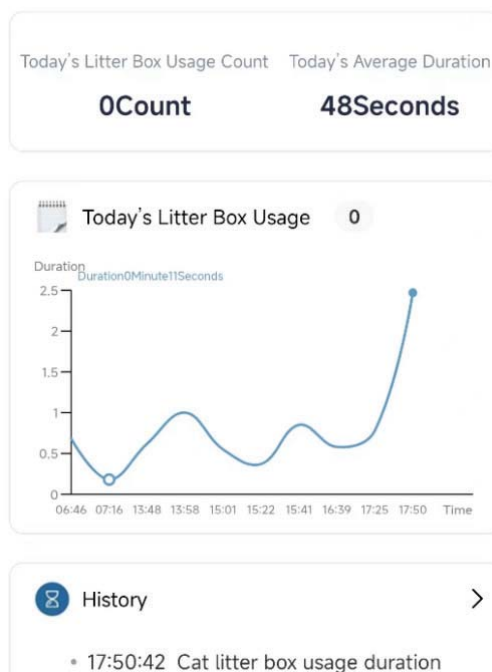 Today's Litter Box Usage Count Today's Average Duration
0Count 48Seconds
Today's Litter Box Usage 0
Duration
Duration0Minute11Seconds
2.5
2
1.5
1
0.5
0
06:46 07:16 13:48 13:58 15:01 15:22 15:41 16:39 17:25 17:50 Time
History
17:50:42 Cat litter box usage duration